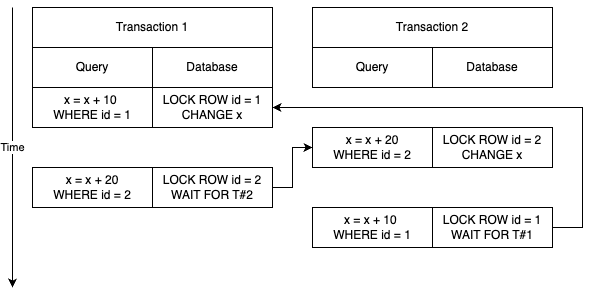 Transaction 1
Transaction 2
Query
Database
Query
Database
x = x + 10
WHERE id = 1
LOCK ROW id = 1
CHANGE x
x = x + 20
WHERE id = 2
LOCK ROW id = 2
CHANGE x
Time
x = x + 20
WHERE id = 2
LOCK ROW id = 2
WAIT FOR T#2
x = x + 10
WHERE id = 1
LOCK ROW id = 1
WAIT FOR T#1